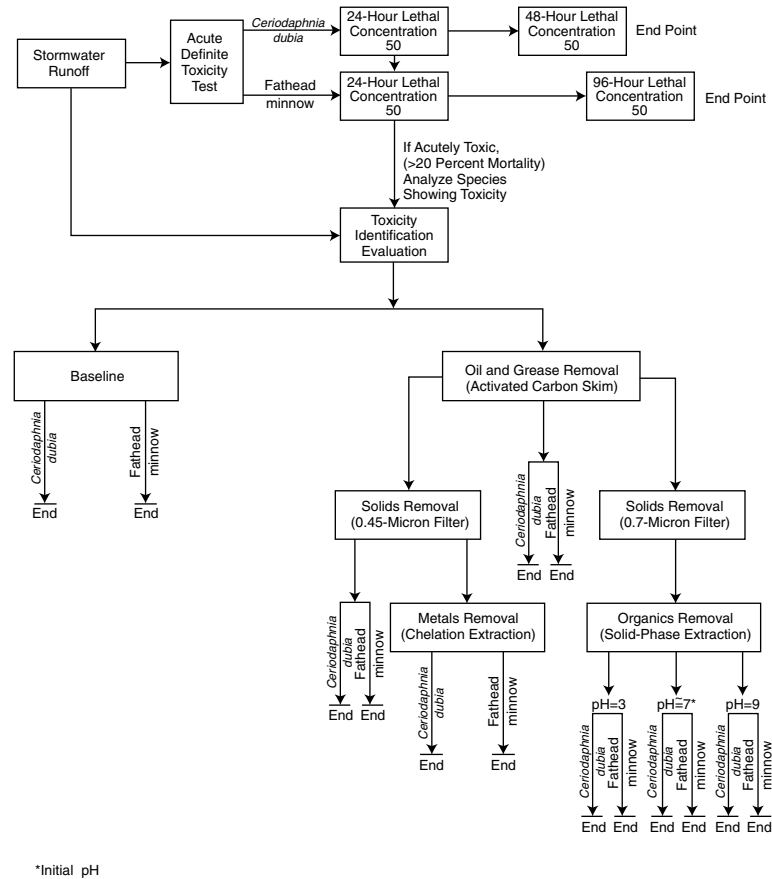 Stormwater
Runoff
Acute
Definite
Toxicity
Test
Ceriodaphnia
dubia
24-Hour Lethal
Concentration
50
48-Hour Lethal
Concentration
50
End Point
Fathead
minnow
24-Hour Lethal
Concentration
50
96-Hour Lethal
Concentration
50
End Point
If Acutely Toxic,
(>20 Percent Mortality)
Analyze Species
Showing Toxicity
Toxicity
Identification
Evaluation
Baseline
Ceriodaphnia
dubia
End
Fathead
minnow
End
Oil and Grease Removal
(Activated Carbon Skim)
Solids Removal
(0.45-Micron Filter)
Ceriodaphnia
dubia
Fathead
minnow
End
End
Solids Removal
(0.7-Micron Filter)
Ceriodaphnia
dubia
Fathead
minnow
End
End
Metals Removal
(Chelation Extraction)
Ceriodaphnia
dubia
End
Fathead
minnow
End
Organics Removal
(Solid-Phase Extraction)
pH=3
Ceriodaphnia
dubia
Fathead
minnow
End
End
pH≅7*
Ceriodaphnia
dubia
Fathead
minnow
End
End
pH=9
Ceriodaphnia
dubia
Fathead
minnow
End
End
*Initial pH